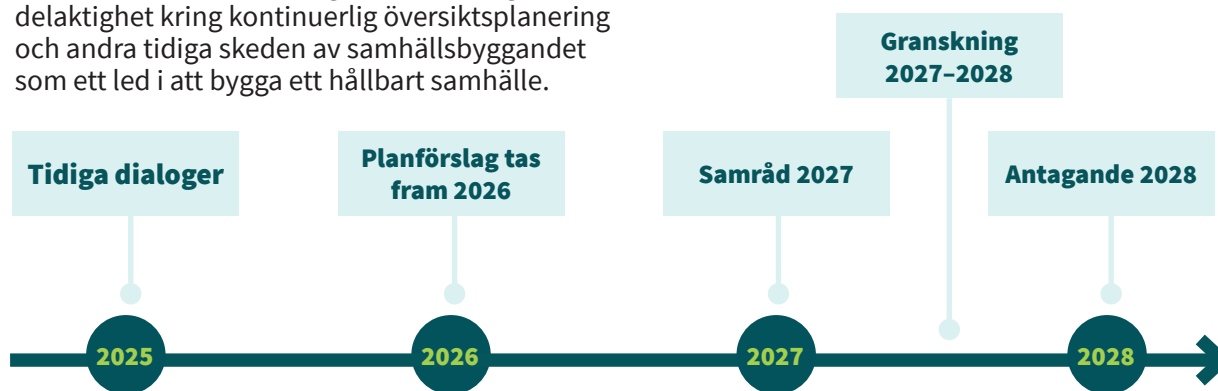 delaktighet kring kontinuerlig översiktsplanering
och andra tidiga skeden av samhällsbyggandet
som ett led i att bygga ett hållbart samhälle.
Granskning
2027–2028
Tidiga dialoger
Planförslag tas
fram 2026
Samråd 2027
Antagande 2028
2025
2026
2027
2028